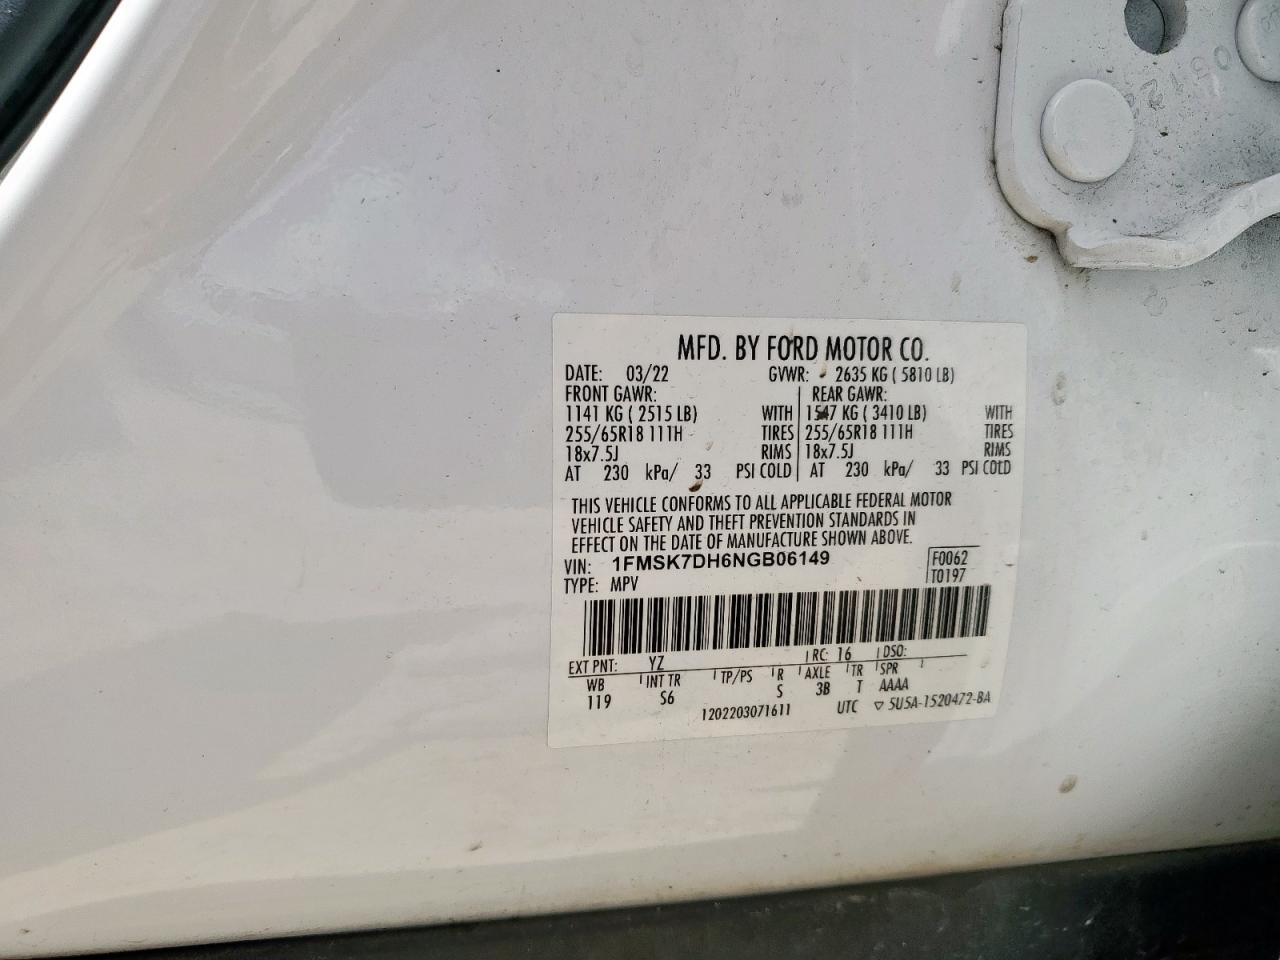 MFD. BY FORD MOTOR CO.
DATE: 03/22 GVWR: 2635 KG ( 5810 LB)
FRONT GAWR: REAR GAWR:
1141 KG ( 2515 LB) WITH 1547 KG ( 3410 LB) WITH
255/65R18 111H TIRES 255/65R18 111H TIRES
18x7.5J RIMS 18x7.5J RIMS
AT 230 kPa/ 33 PSI COLD AT 230 kPa/ 33 PSI COLD
THIS VEHICLE CONFORMS TO ALL APPLICABLE FEDERAL MOTOR
VEHICLE SAFETY AND THEFT PREVENTION STANDARDS IN
EFFECT ON THE DATE OF MANUFACTURE SHOWN ABOVE.
VIN: 1FMSK7DH6NGB06149 F0062
TYPE: MPV T0197
EXT PNT: YZ RC: 16 DSO:
WB INT TR TP/PS R AXLE TR SPR
119 S6 S 3B T AAAA
1202203071611 UTC ▽ 5U5A-1520472-BA